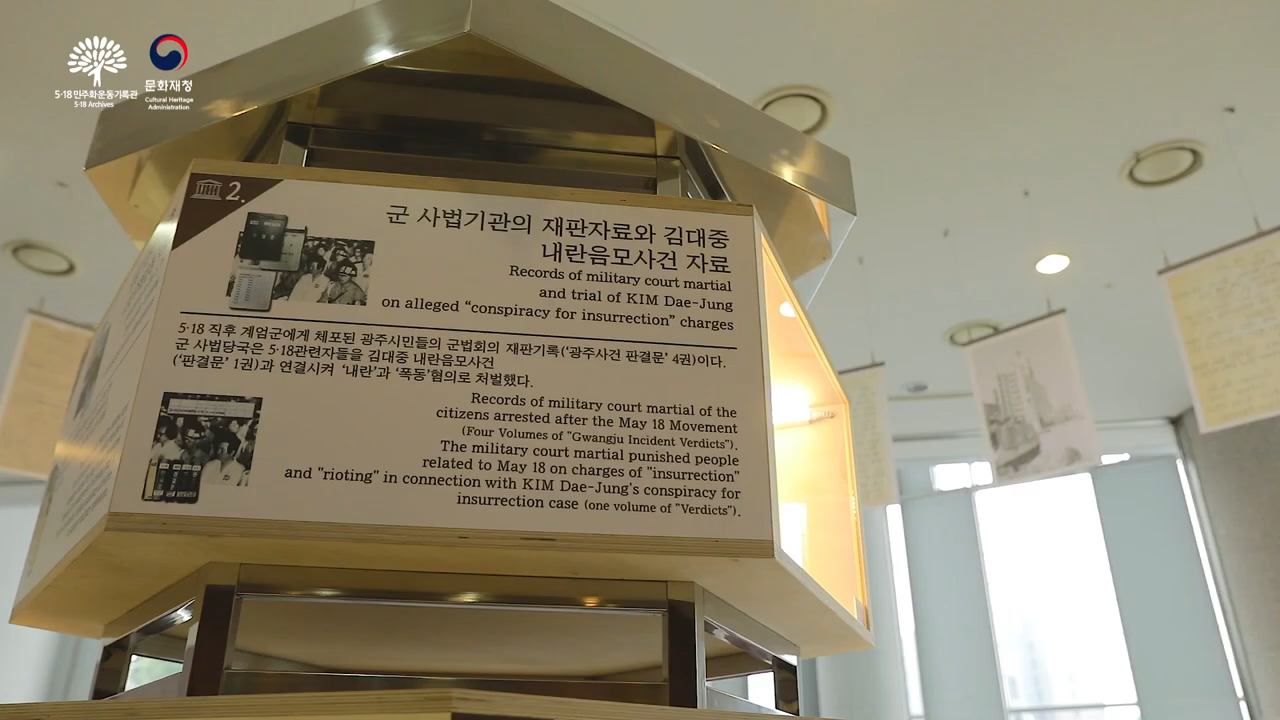 5·18 민주화운동기록관
5·18 Archives
문화재청
Cultural Heritage
Administration
2.
군 사법기관의 재판자료와 김대중
내란음모사건 자료
Records of military court martial
and trial of KIM Dae-Jung
on alleged “conspiracy for insurrection” charges
5·18 직후 계엄군에게 체포된 광주시민들의 군법회의 재판기록(‘광주사건 판결문’ 4권)이다.
군 사법당국은 5·18관련자들을 김대중 내란음모사건
(‘판결문’ 1권)과 연결시켜 ‘내란’과 ‘폭동’혐의로 처벌했다.
Records of military court martial of the
citizens arrested after the May 18 Movement
(Four Volumes of "Gwangju Incident Verdicts").
The military court martial punished people
related to May 18 on charges of "insurrection"
and "rioting" in connection with KIM Dae-Jung's conspiracy for
insurrection case (one volume of "Verdicts").